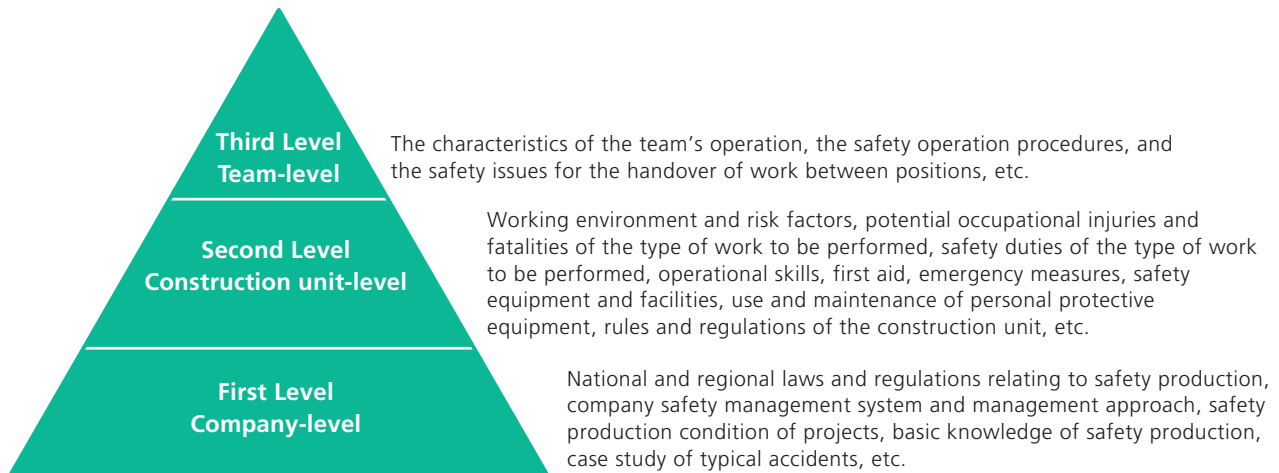 Third Level
Team-level
The characteristics of the team’s operation, the safety operation procedures, and
the safety issues for the handover of work between positions, etc.
Second Level
Construction unit-level
Working environment and risk factors, potential occupational injuries and
fatalities of the type of work to be performed, safety duties of the type of work
to be performed, operational skills, first aid, emergency measures, safety
equipment and facilities, use and maintenance of personal protective
equipment, rules and regulations of the construction unit, etc.
First Level
Company-level
National and regional laws and regulations relating to safety production,
company safety management system and management approach, safety
production condition of projects, basic knowledge of safety production,
case study of typical accidents, etc.